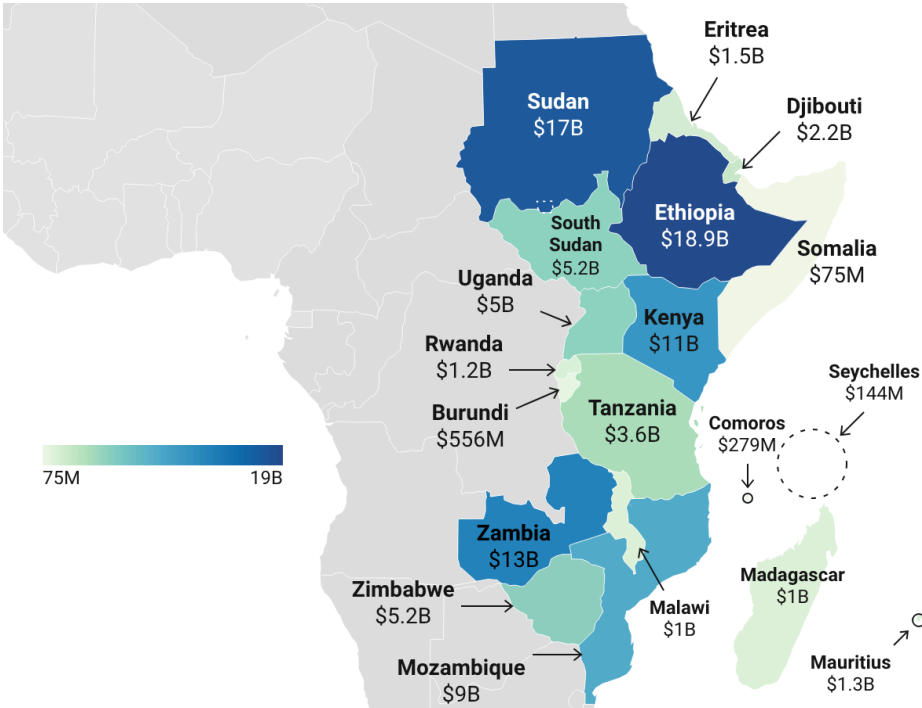 Eritrea
$1.5B
Sudan
$17B
Djibouti
$2.2B
Ethiopia
$18.9B
South
Sudan
$5.2B
Somalia
$75M
Uganda
$5B
Kenya
$11B
Rwanda
$1.2B
Seychelles
$144M
Burundi
$556M
Tanzania
$3.6B
Comoros
$279M
75M
19B
Zambia
$13B
Zimbabwe
$5.2B
Madagascar
$1B
Malawi
$1B
Mozambique
$9B
Mauritius
$1.3B